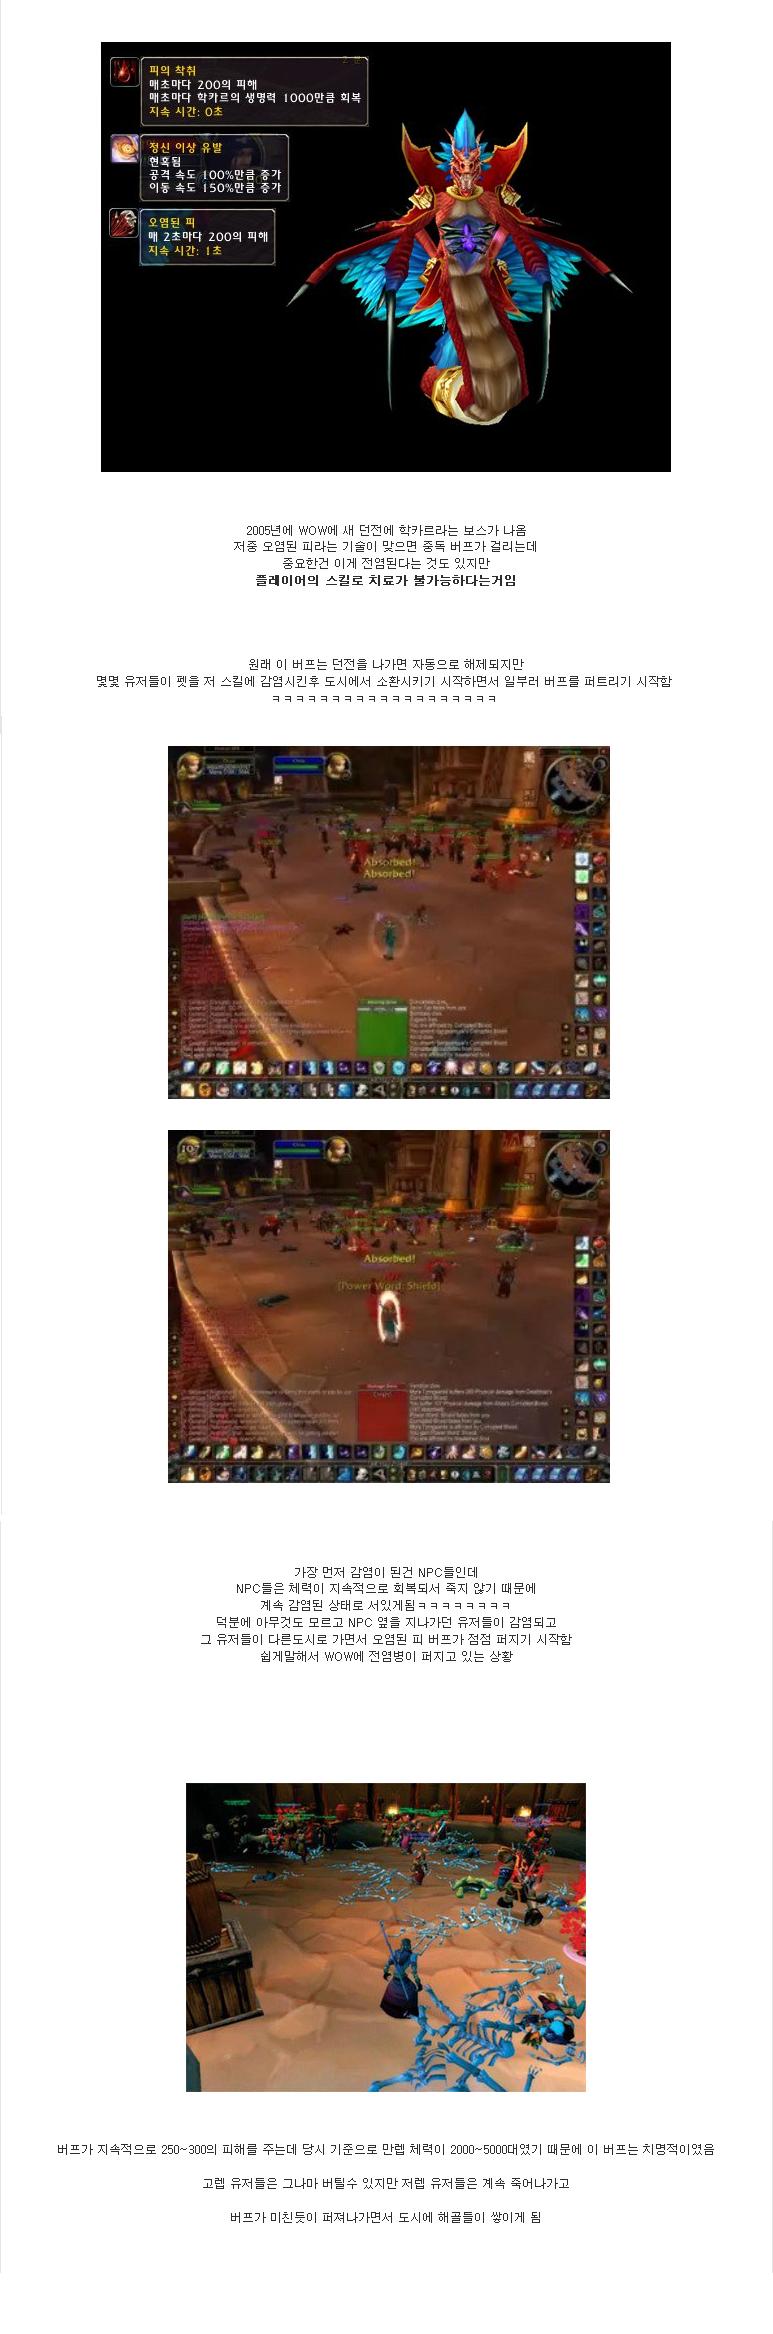 피의 착취
매초마다 200의 피해
매초마다 학카르의 생명력 1000만큼 회복
지속 시간: 0초
정신 이상 유발
현혹됨
공격 속도 100%만큼 증가
이동 속도 150%만큼 증가
오염된 피
매 2초마다 200의 피해
지속 시간: 1초
2005년에 WOW에 새 던전에 학카르라는 보스가 나옴
저중 오염된 피라는 기술이 맞으면 중독 버프가 걸리는데
중요한건 이게 전염된다는 것도 있지만
플레이어의 스킬로 치료가 불가능하다는거임
원래 이 버프는 던전을 나가면 자동으로 해제되지만
몇몇 유저들이 펫을 저 스킬에 감염시킨후 도시에서 소환시키기 시작하면서 일부러 버프를 퍼트리기 시작함
ㅋㅋㅋㅋㅋㅋㅋㅋㅋㅋㅋㅋㅋㅋㅋㅋㅋㅋㅋ
Absorbed!
Absorbed!
Absorbed!
[Power Word: Shield]
가장 먼저 감염이 된건 NPC들인데
NPC들은 체력이 지속적으로 회복되서 죽지 않기 때문에
계속 감염된 상태로 서있게됨ㅋㅋㅋㅋㅋㅋㅋㅋ
덕분에 아무것도 모르고 NPC 옆을 지나가던 유저들이 감염되고
그 유저들이 다른도시로 가면서 오염된 피 버프가 점점 퍼지기 시작함
쉽게말해서 WOW에 전염병이 퍼지고 있는 상황
버프가 지속적으로 250~300의 피해를 주는데 당시 기준으로 만렙 체력이 2000~5000대였기 때문에 이 버프는 치명적이였음
고렙 유저들은 그나마 버틸수 있지만 저렙 유저들은 계속 죽어나가고
버프가 미친듯이 퍼져나가면서 도시에 해골들이 쌓이게 됨